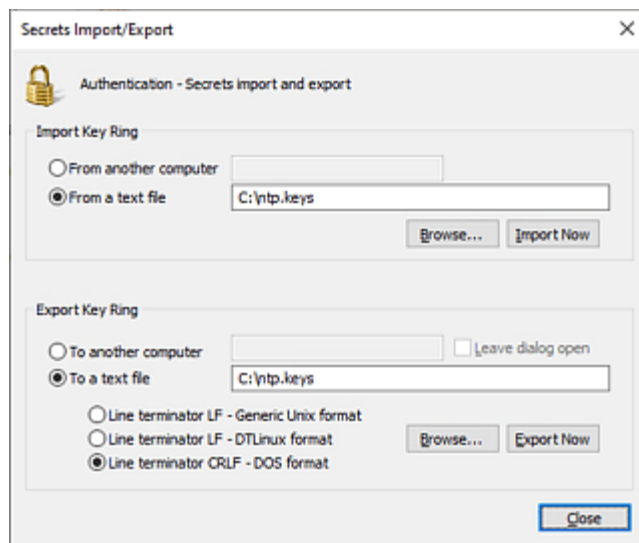 Secrets Import/Export
Authentication - Secrets import and export
Import Key Ring
From another computer
From a text file C:\ntp.keys
Browse... Import Now
Export Key Ring
To another computer Leave dialog open
To a text file C:\ntp.keys
Line terminator LF - Generic Unix format
Line terminator LF - DTLinux format Browse... Export Now
Line terminator CRLF - DOS format
Close